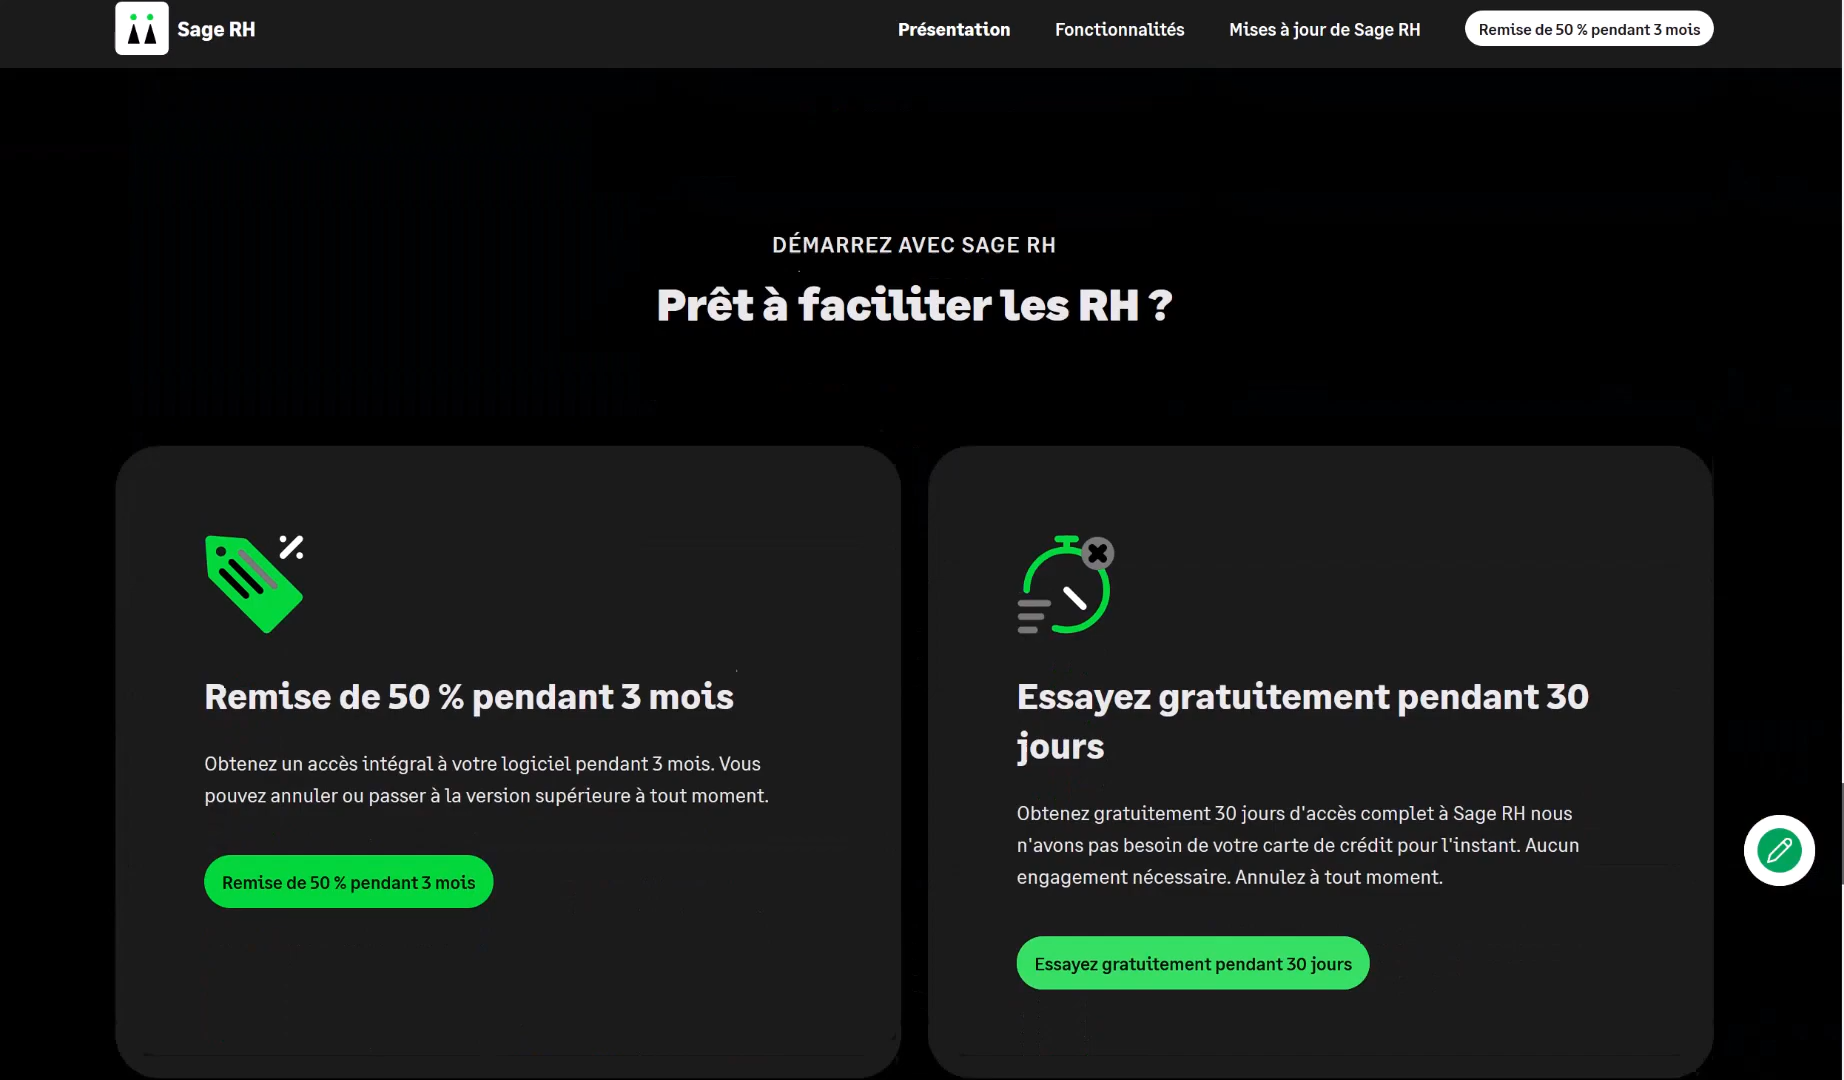 Sage RH
Présentation
Fonctionnalités
Mises à jour de Sage RH
Remise de 50 % pendant 3 mois
DÉMARREZ AVEC SAGE RH
Prêt à faciliter les RH ?
Remise de 50 % pendant 3 mois
Obtenez un accès intégral à votre logiciel pendant 3 mois. Vous
pouvez annuler ou passer à la version supérieure à tout moment.
Remise de 50 % pendant 3 mois
Essayez gratuitement pendant 30
jours
Obtenez gratuitement 30 jours d'accès complet à Sage RH nous
n'avons pas besoin de votre carte de crédit pour l'instant. Aucun
engagement nécessaire. Annulez à tout moment.
Essayez gratuitement pendant 30 jours